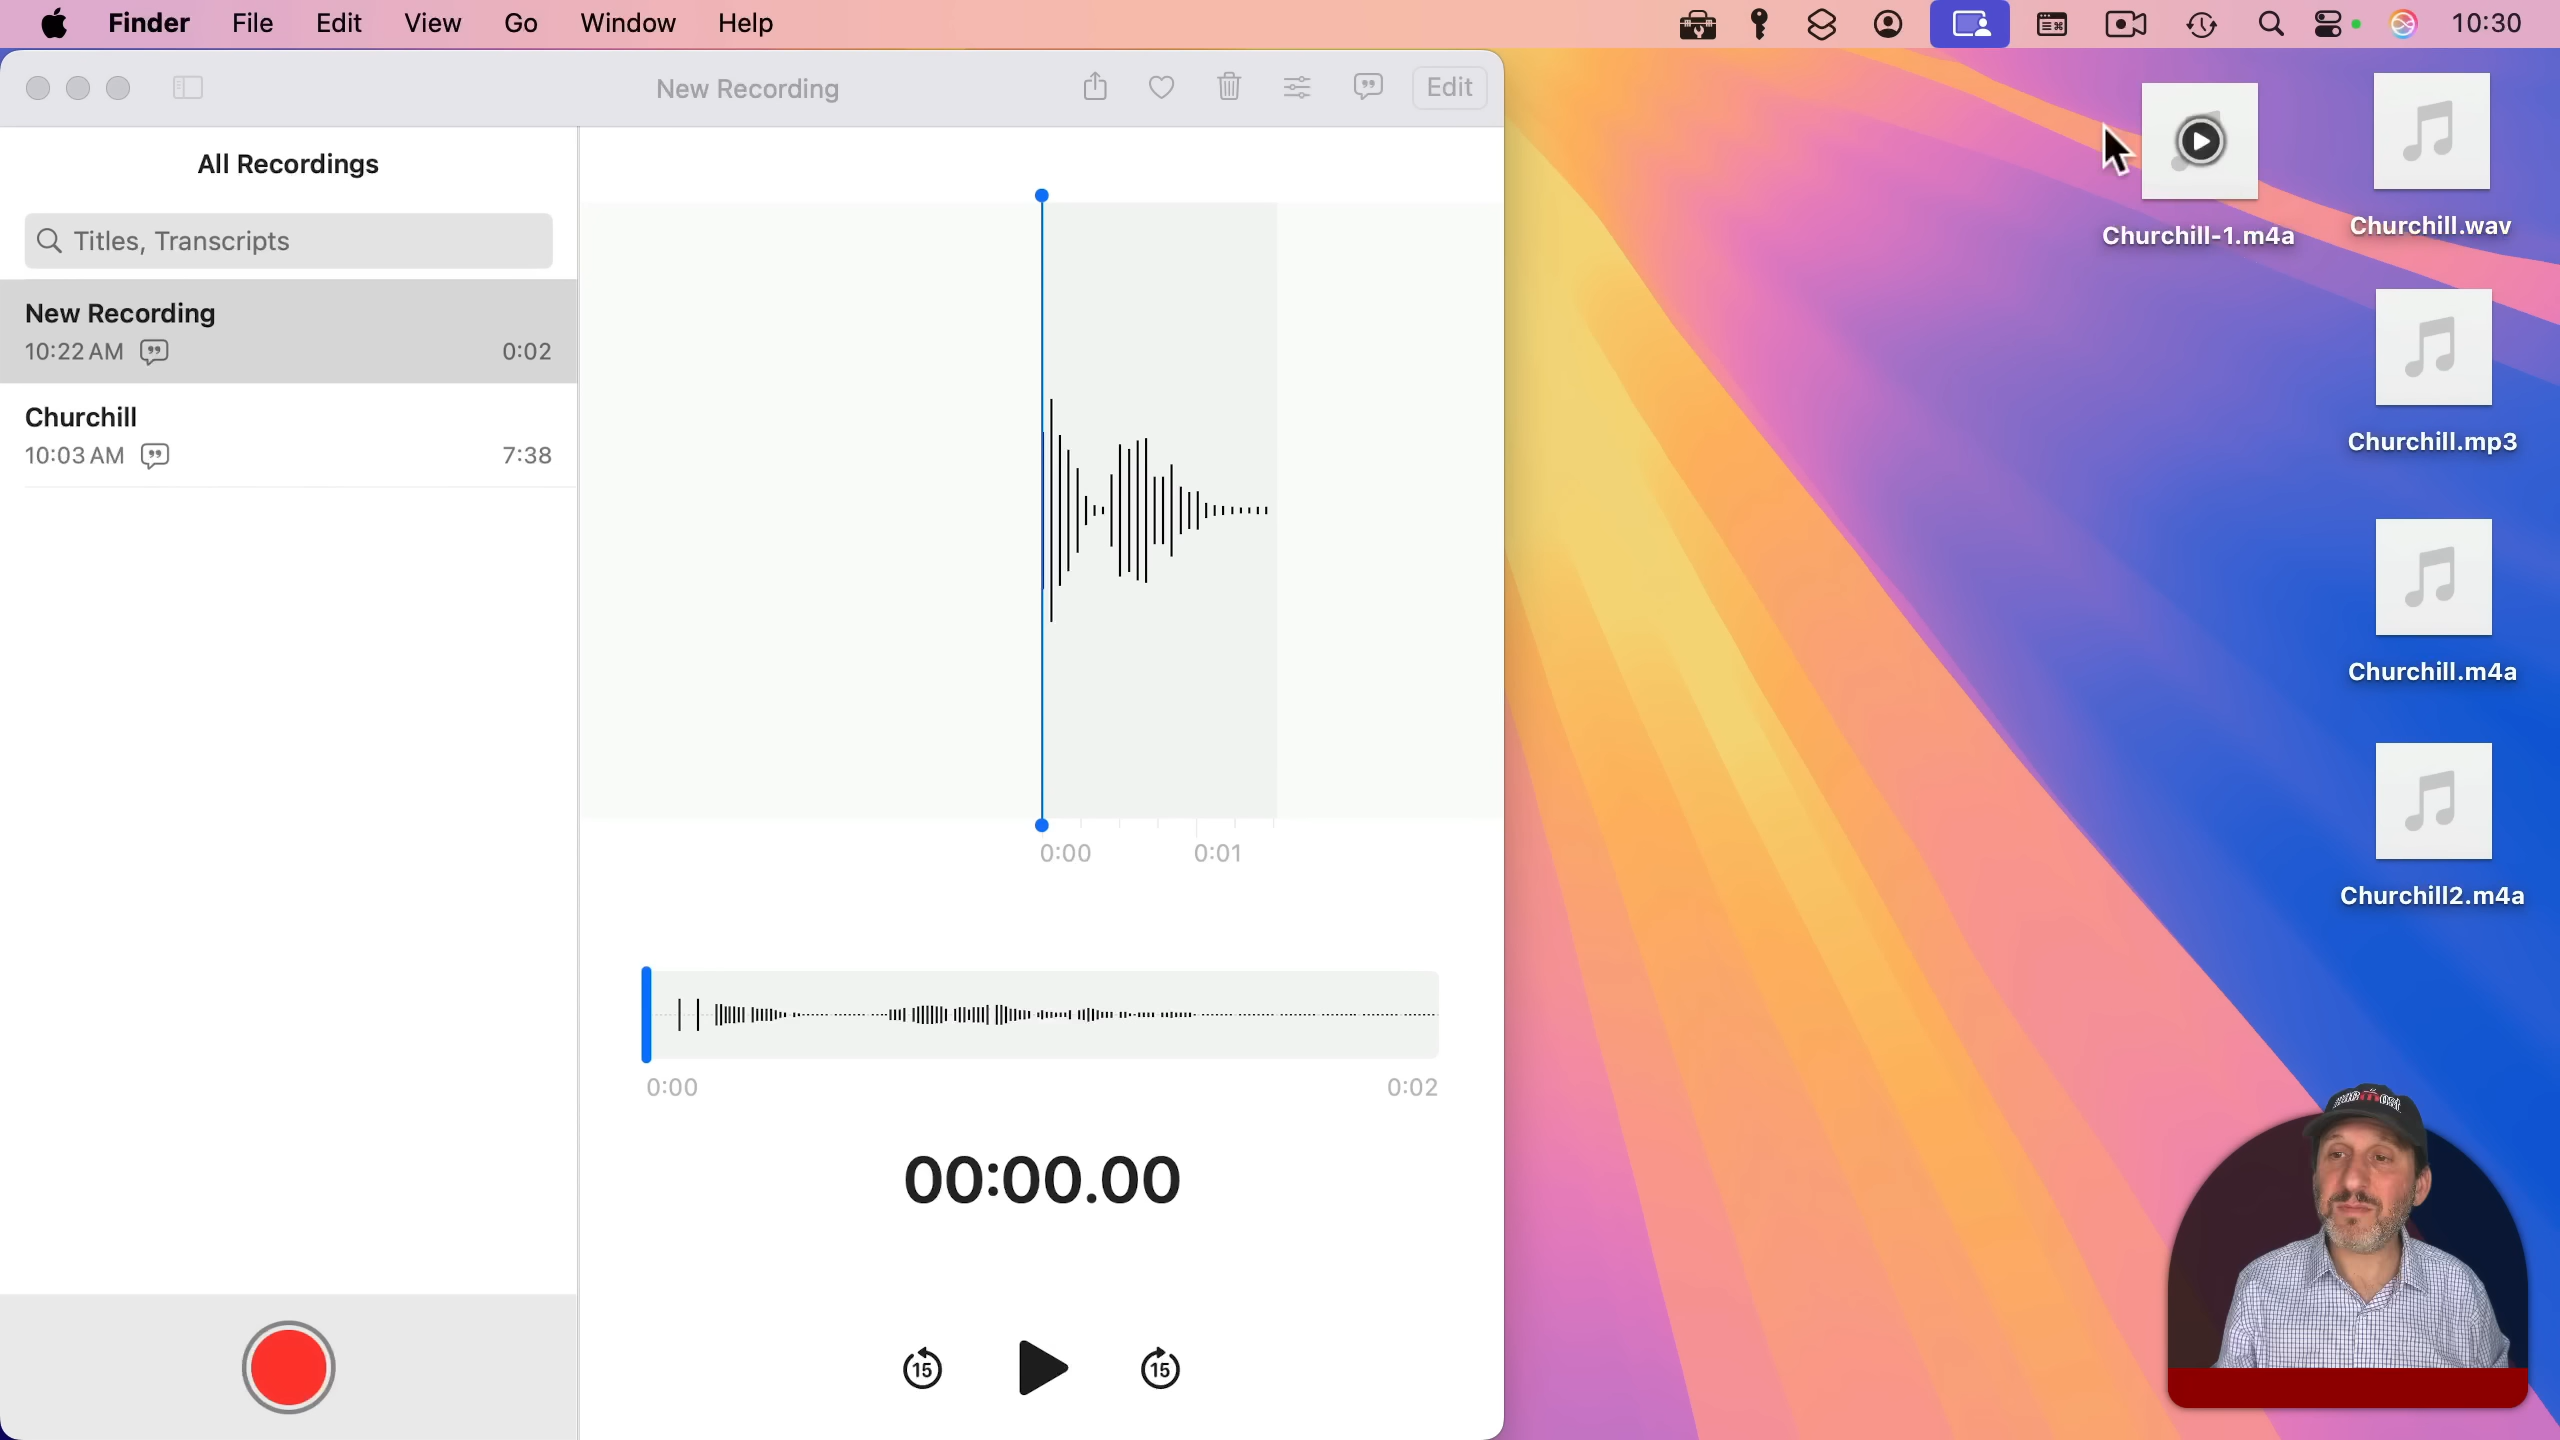 Finder File Edit View Go Window Help 10:30
New Recording Edit
All Recordings
Titles, Transcripts
New Recording
10:22 AM 0:02
Churchill
10:03 AM 7:38
0:00 0:01
0:00 0:02
00:00.00
15 15
Churchill-1.m4a
Churchill.wav
Churchill.mp3
Churchill.m4a
Churchill2.m4a